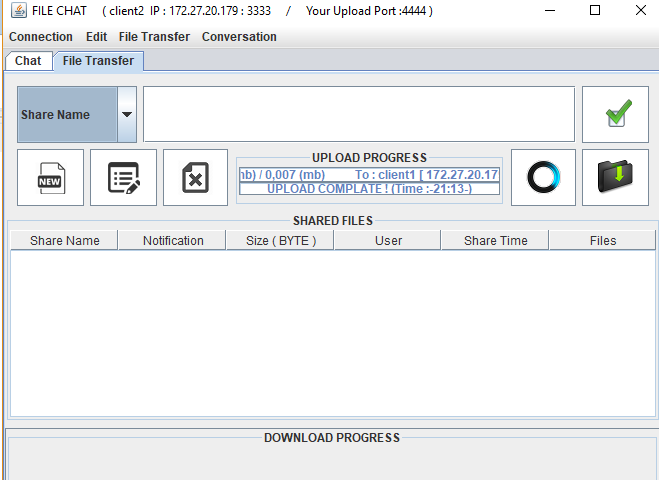 FILE CHAT ( client2 IP : 172.27.20.179 : 3333 / Your Upload Port :4444 )
Connection Edit File Transfer Conversation
Chat File Transfer
Share Name
NEW
UPLOAD PROGRESS
nb) / 0,007 (mb) To : client1 [ 172.27.20.17
UPLOAD COMPLATE ! (Time :-21:13-)
SHARED FILES
Share Name Notification Size ( BYTE ) User Share Time Files
DOWNLOAD PROGRESS